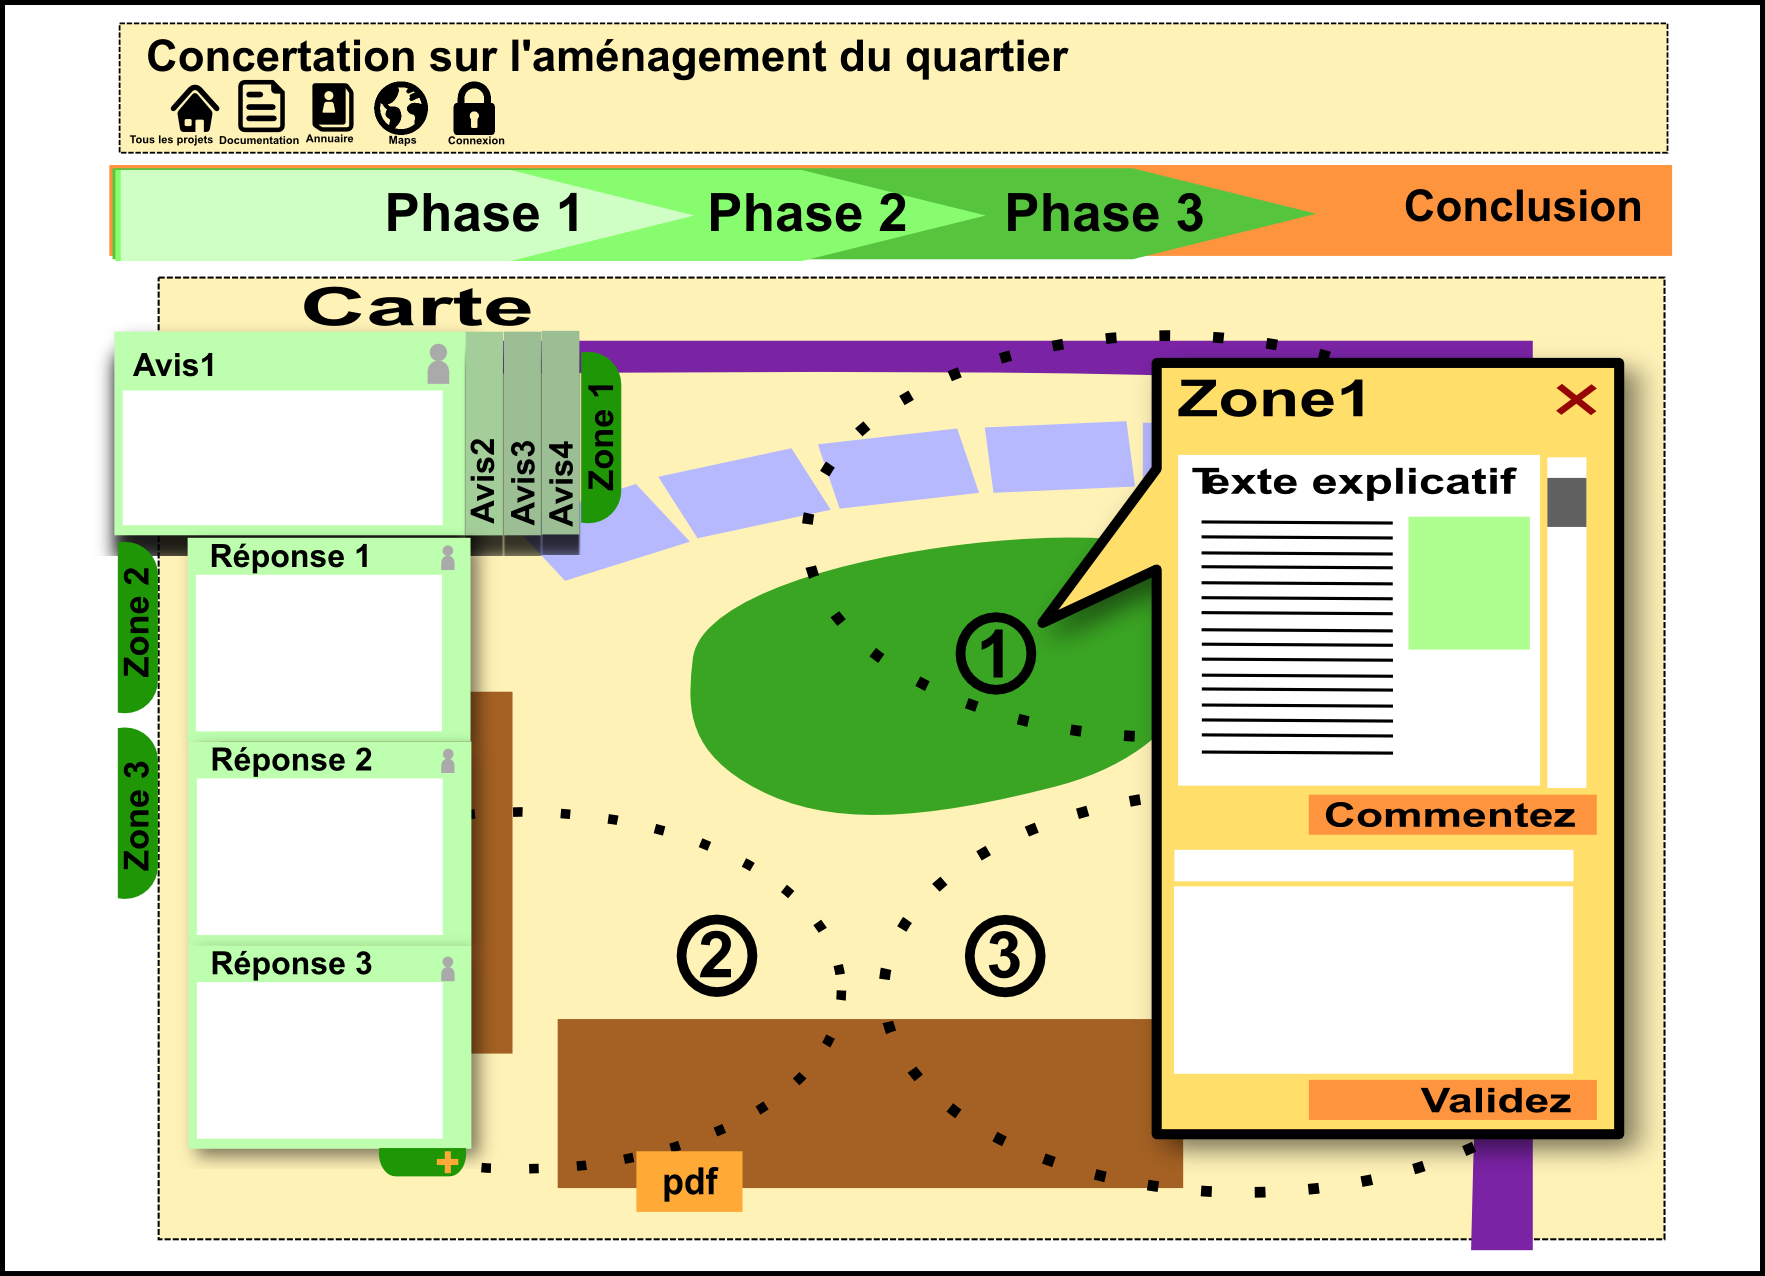 Concertation sur l'aménagement du quartier
Tous les projets
Documentation
Annuaire
Maps
Connexion
Phase 1
Phase 2
Phase 3
Conclusion
Carte
Avis1
Avis2
Avis3
Avis4
Zone 1
Zone 2
Zone 3
Réponse 1
Réponse 2
Réponse 3
+
1
2
3
pdf
Zone1
Texte explicatif
Commentez
Validez